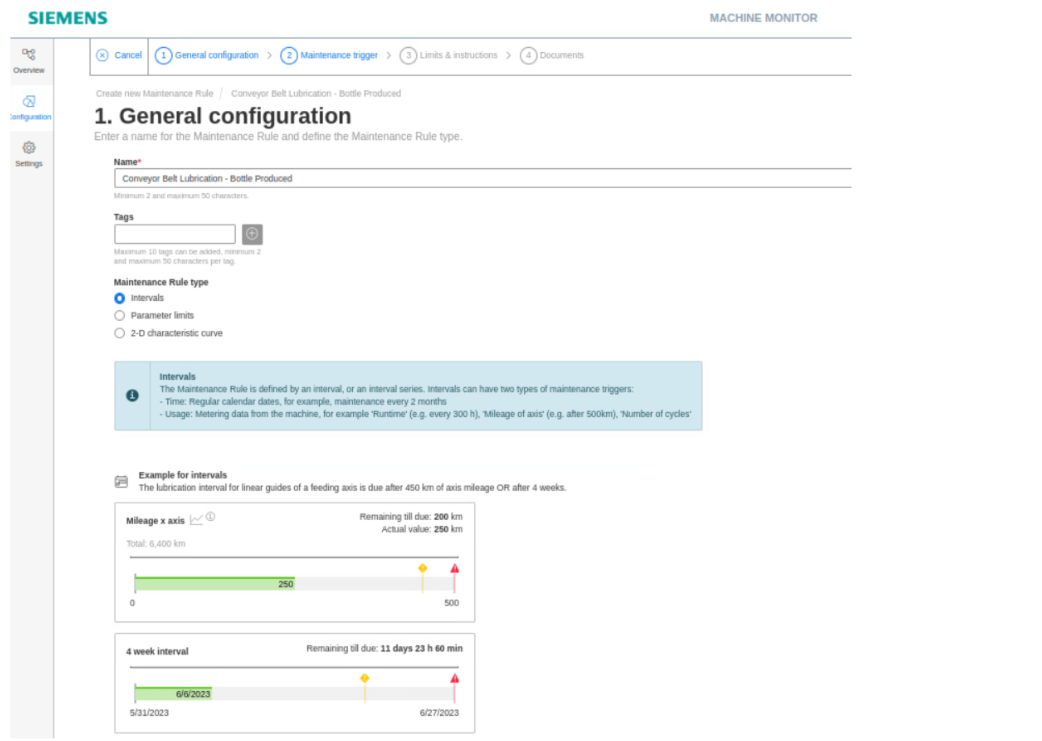 SIEMENS
MACHINE MONITOR
Overview
Configuration
Settings
Cancel 1 General configuration 2 Maintenance trigger 3 Limits & instructions 4 Documents
Create new Maintenance Rule / Conveyor Belt Lubrication - Bottle Produced
1. General configuration
Enter a name for the Maintenance Rule and define the Maintenance Rule type.
Name*
Conveyor Belt Lubrication - Bottle Produced
Minimum 2 and maximum 50 characters.
Tags
Maximum 10 tags can be added, minimum 2
and maximum 50 characters per tag.
Maintenance Rule type
Intervals
Parameter limits
2-D characteristic curve
Intervals
The Maintenance Rule is defined by an interval, or an interval series. Intervals can have two types of maintenance triggers:
- Time: Regular calendar dates, for example, maintenance every 2 months
- Usage: Metering data from the machine, for example 'Runtime' (e.g. every 300 h), 'Mileage of axis' (e.g. after 500km), 'Number of cycles'
Example for intervals
The lubrication interval for linear guides of a feeding axis is due after 450 km of axis mileage OR after 4 weeks.
Mileage x axis
Remaining till due: 200 km
Actual value: 250 km
Total: 6,400 km
250
0 500
4 week interval
Remaining till due: 11 days 23 h 60 min
6/6/2023
5/31/2023 6/27/2023